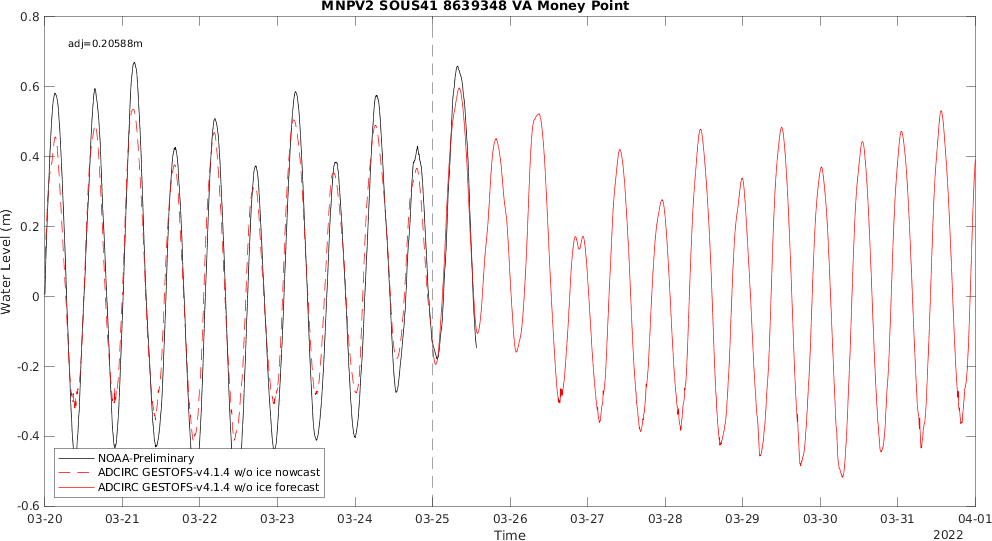 MNPV2 SOUS41 8639348 VA Money Point
adj=0.20588m
Water Level (m)
0.8
0.6
0.4
0.2
0
-0.2
-0.4
-0.6
NOAA-Preliminary
ADCIRC GESTOFS-v4.1.4 w/o ice nowcast
ADCIRC GESTOFS-v4.1.4 w/o ice forecast
03-20 03-21 03-22 03-23 03-24 03-25 03-26 03-27 03-28 03-29 03-30 03-31 04-01
Time
2022